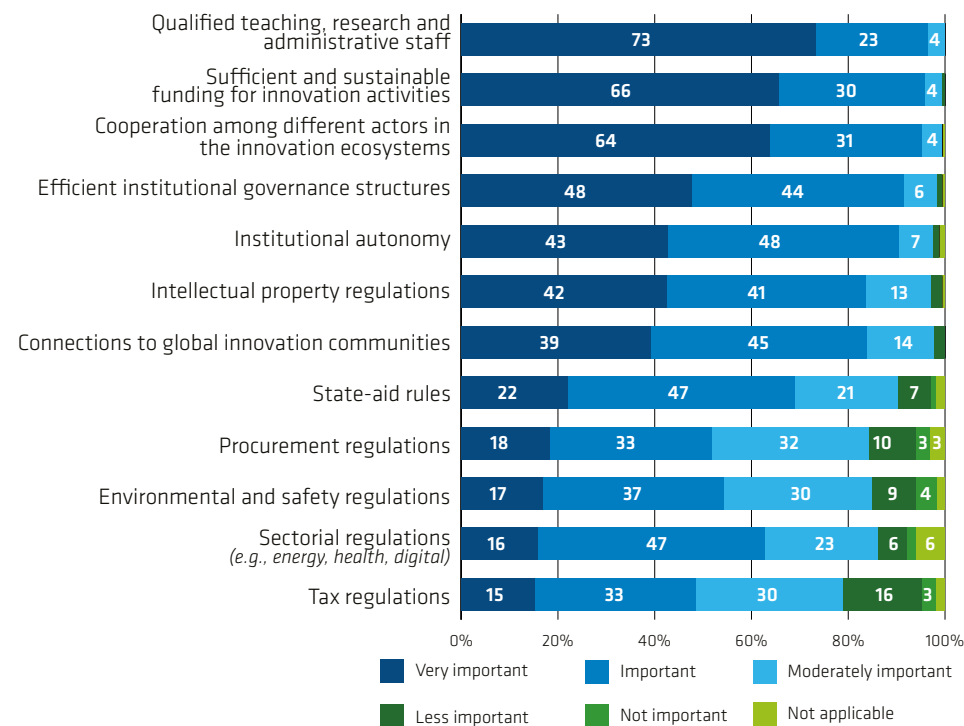 Qualified teaching, research and
administrative staff
73 23 4
Sufficient and sustainable
funding for innovation activities
66 30 4
Cooperation among different actors in
the innovation ecosystems
64 31 4
Efficient institutional governance structures
48 44 6
Institutional autonomy
43 48 7
Intellectual property regulations
42 41 13
Connections to global innovation communities
39 45 14
State-aid rules
22 47 21 7
Procurement regulations
18 33 32 10 3 3
Environmental and safety regulations
17 37 30 9 4
Sectorial regulations
(e.g., energy, health, digital)
16 47 23 6 6
Tax regulations
15 33 30 16 3
0% 20% 40% 60% 80% 100%
Very important Important Moderately important
Less important Not important Not applicable